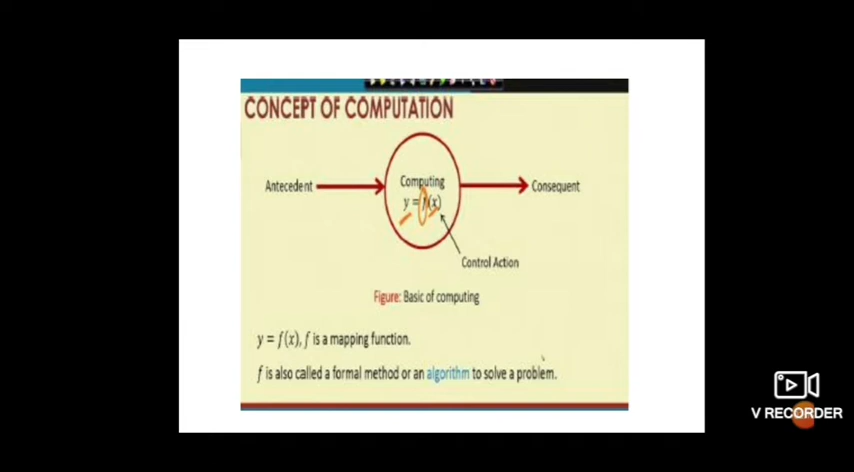 CONCEPT OF COMPUTATION
Antecedent
Computing
y = f(x)
Consequent
Control Action
Figure: Basic of computing
y = f(x), f is a mapping function.
f is also called a formal method or an algorithm to solve a problem.
V RECORDER